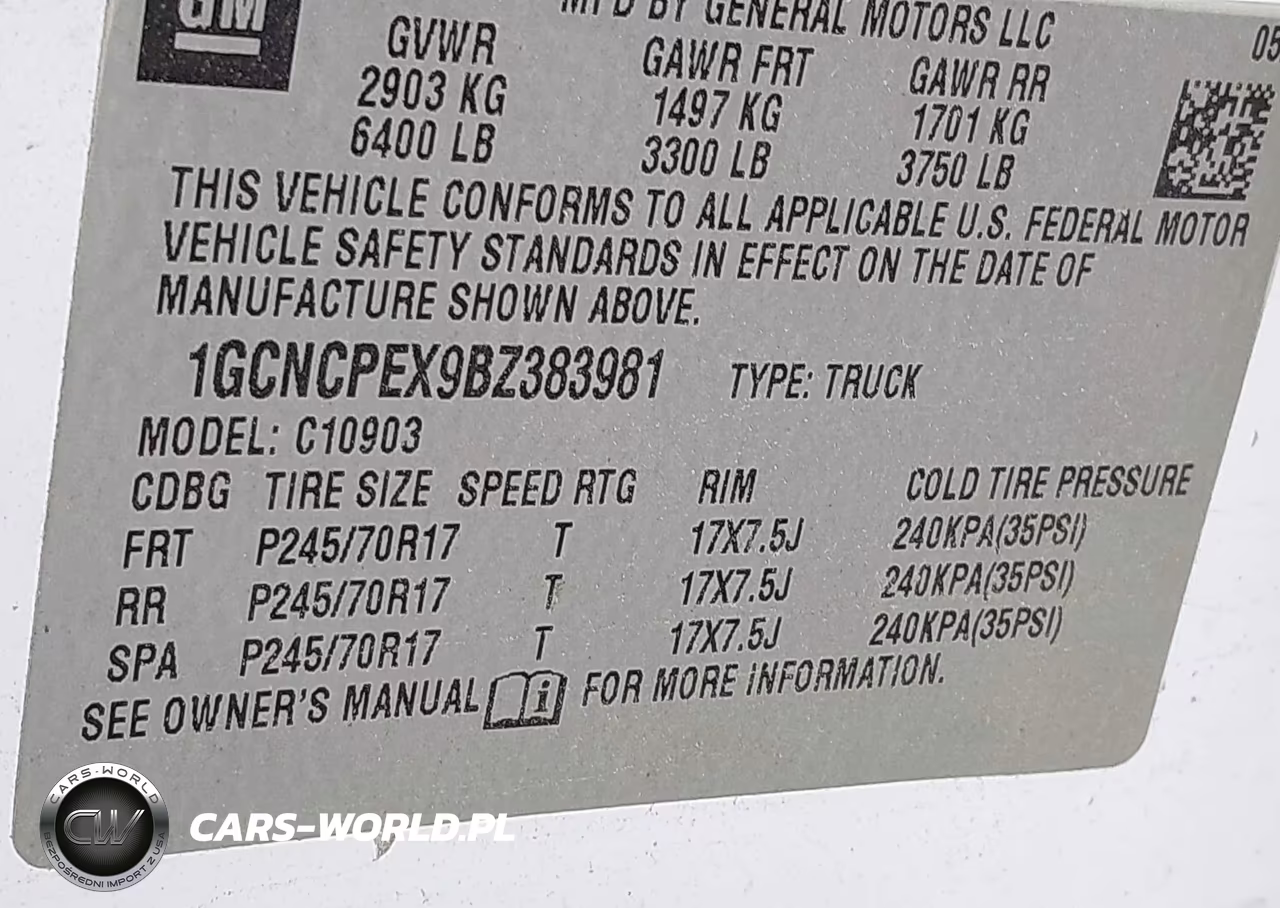 GM
MFD BY GENERAL MOTORS LLC
05
GVWR GAWR FRT GAWR RR
2903 KG 1497 KG 1701 KG
6400 LB 3300 LB 3750 LB
THIS VEHICLE CONFORMS TO ALL APPLICABLE U.S. FEDERAL MOTOR
VEHICLE SAFETY STANDARDS IN EFFECT ON THE DATE OF
MANUFACTURE SHOWN ABOVE.
1GCNCPEX9BZ383981 TYPE: TRUCK
MODEL: C10903
CDBG TIRE SIZE SPEED RTG RIM COLD TIRE PRESSURE
FRT P245/70R17 T 17X7.5J 240KPA(35PSI)
RR P245/70R17 T 17X7.5J 240KPA(35PSI)
SPA P245/70R17 T 17X7.5J 240KPA(35PSI)
SEE OWNER'S MANUAL i FOR MORE INFORMATION.
CARS-WORLD
CW
BEZPOŚREDNI IMPORT Z USA
CARS-WORLD.PL